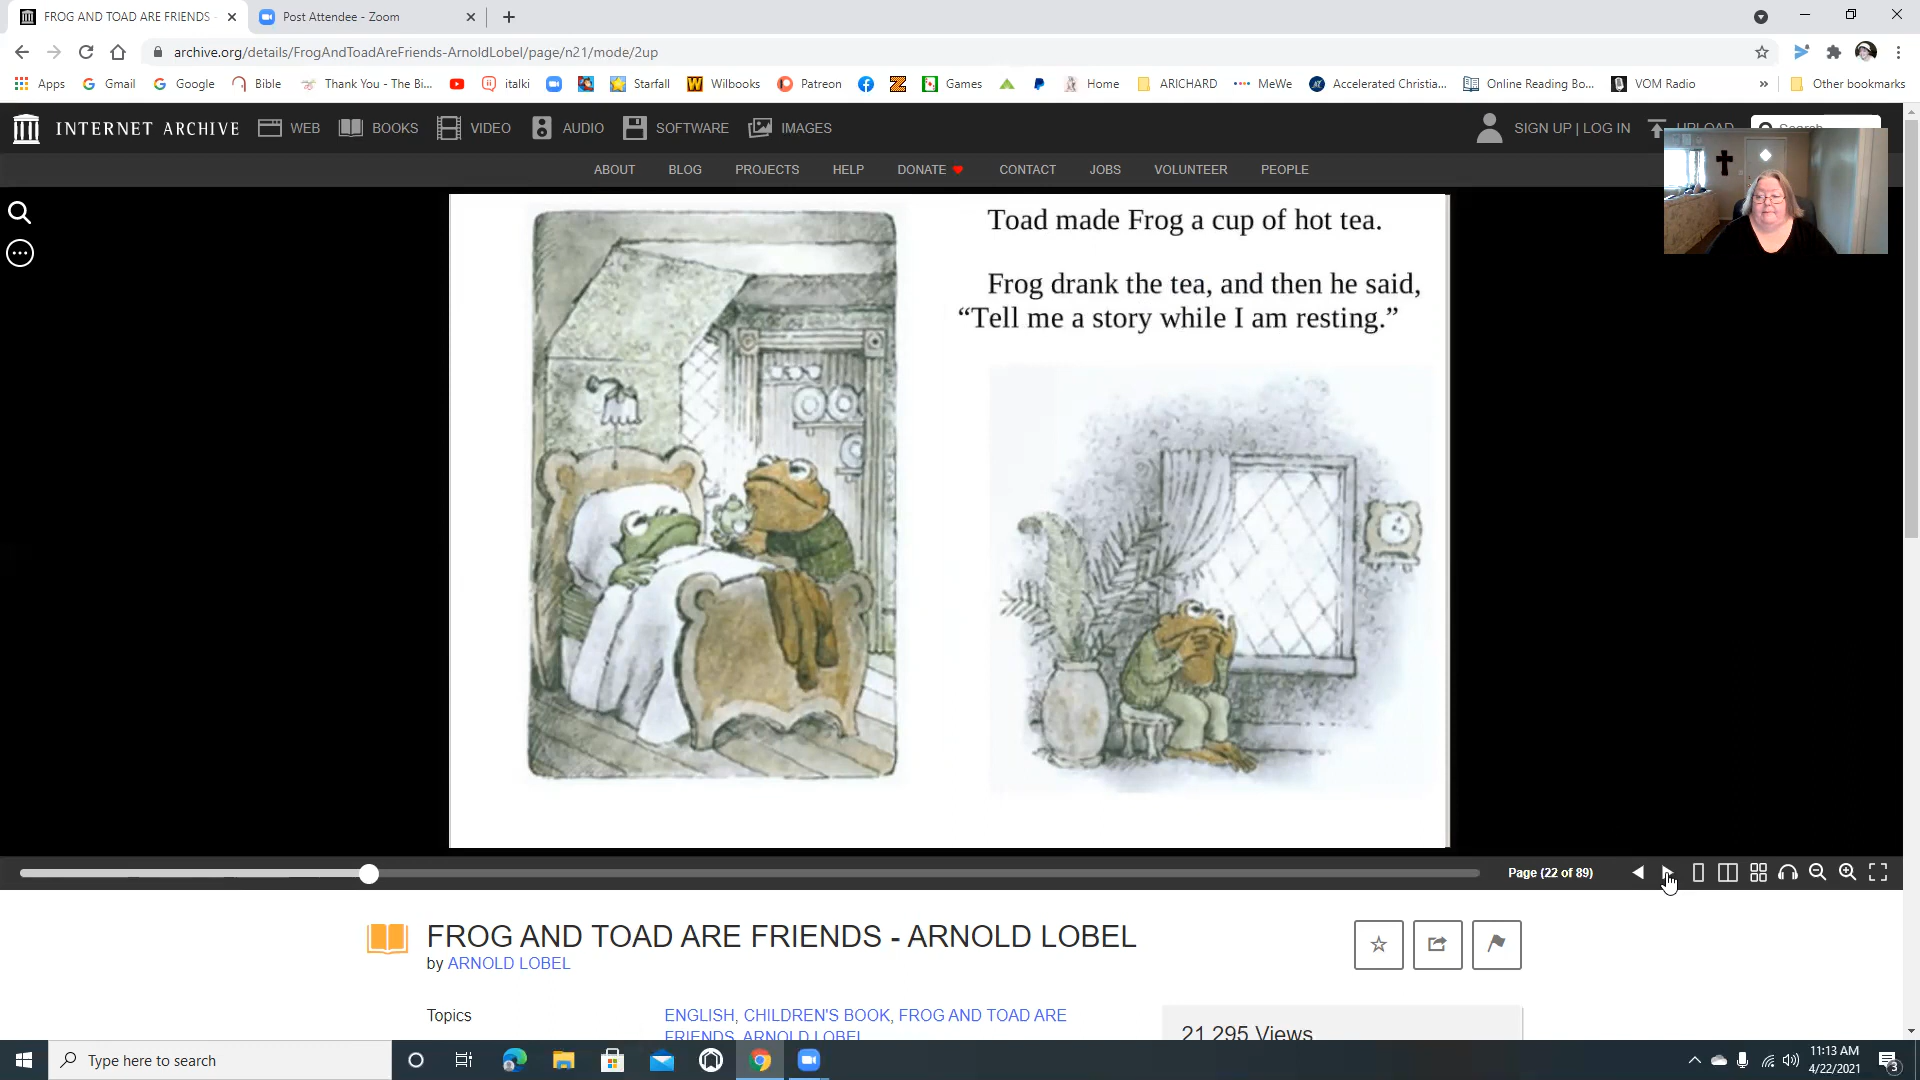 FROG AND TOAD ARE FRIENDS -
Post Attendee - Zoom
archive.org/details/FrogAndToadAreFriends-ArnoldLobel/page/n21/mode/2up
Apps Gmail Google Bible Thank You - The Bi... italki Starfall Wilbooks Patreon Games Home ARICHARD MeWe Accelerated Christia... Online Reading Bo... VOM Radio » Other bookmarks
INTERNET ARCHIVE WEB BOOKS VIDEO AUDIO SOFTWARE IMAGES SIGN UP | LOG IN UPLOAD Search
ABOUT BLOG PROJECTS HELP DONATE CONTACT JOBS VOLUNTEER PEOPLE
Toad made Frog a cup of hot tea.
Frog drank the tea, and then he said,
“Tell me a story while I am resting.”
Page (22 of 89)
FROG AND TOAD ARE FRIENDS - ARNOLD LOBEL
by ARNOLD LOBEL
Topics ENGLISH, CHILDREN'S BOOK, FROG AND TOAD ARE
FRIENDS, ARNOLD LOBEL
21,295 Views
Type here to search
11:13 AM
4/22/2021
3